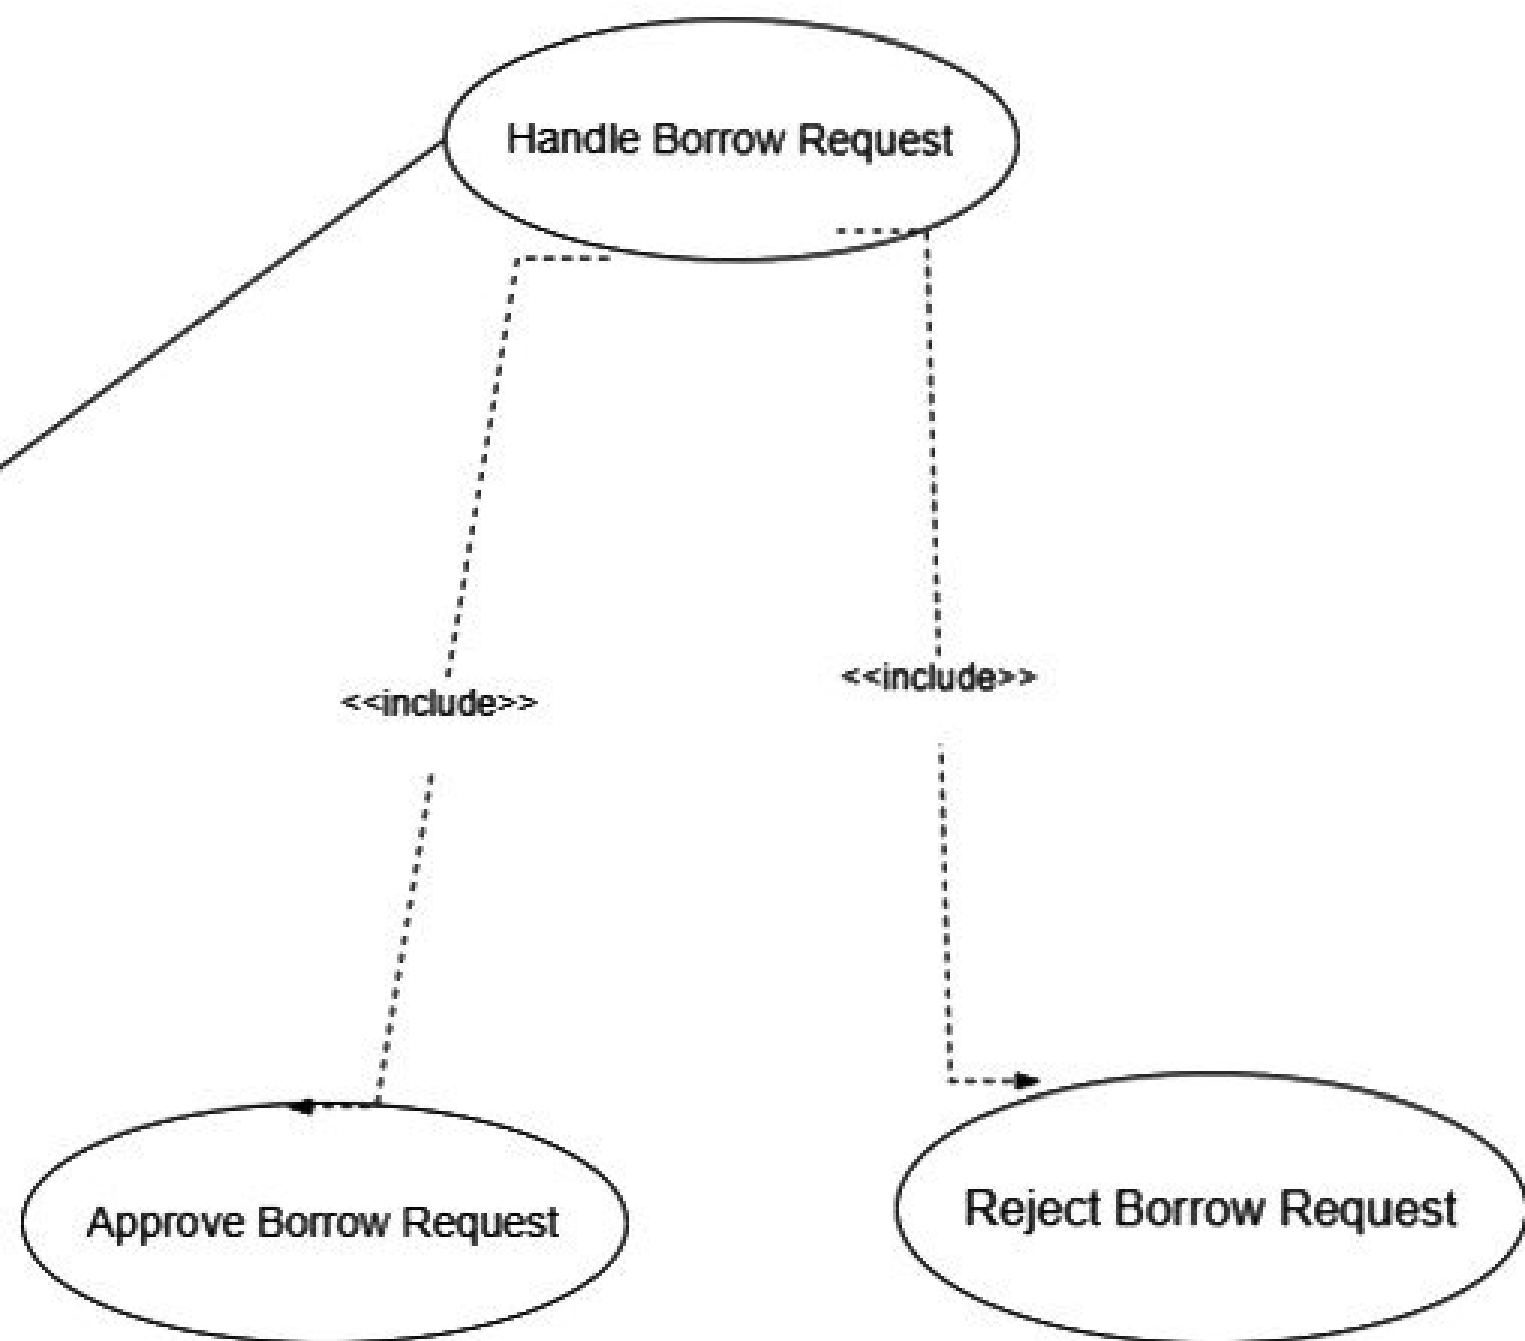 Handle Borrow Request
<<include>>
<<include>>
Approve Borrow Request
Reject Borrow Request